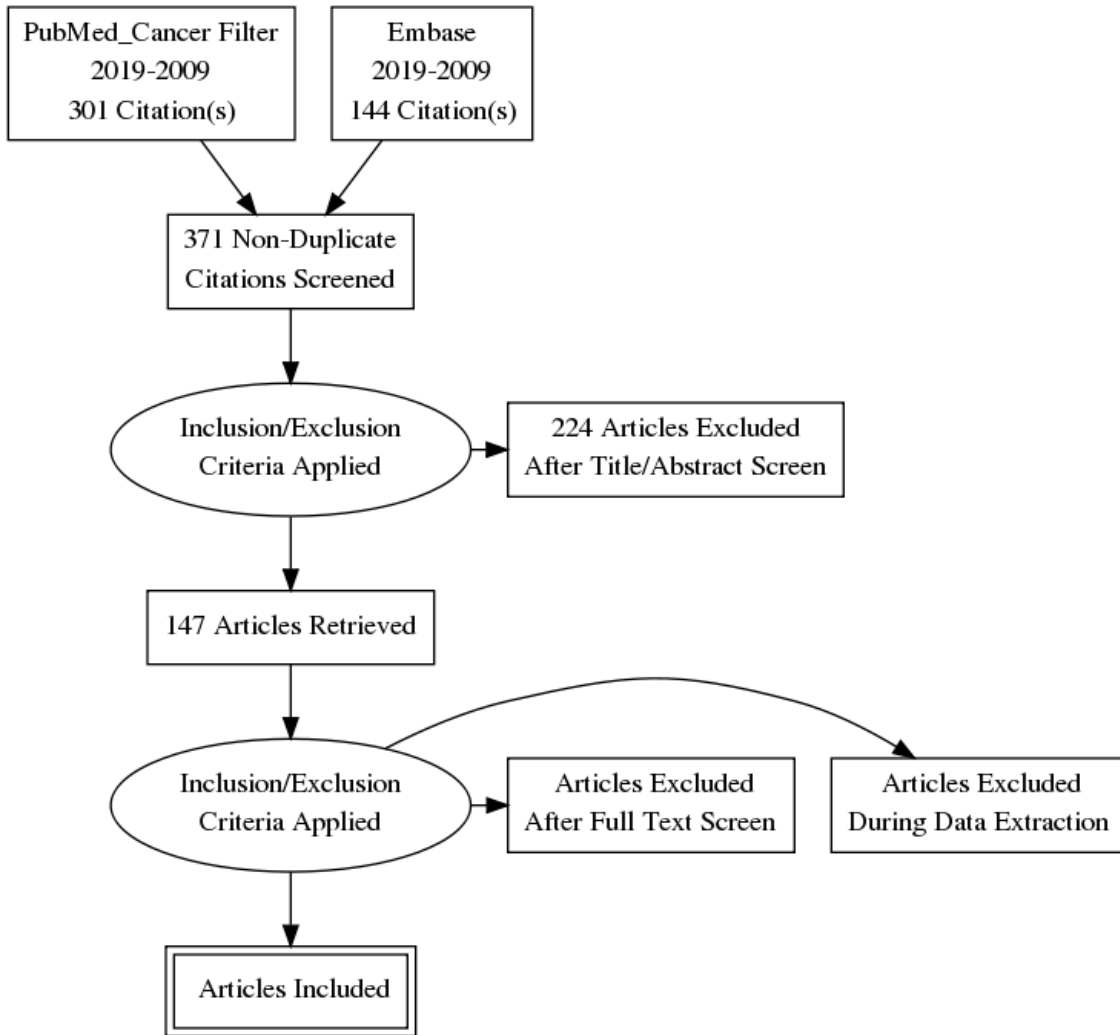 PubMed_Cancer Filter
2019-2009
301 Citation(s)
Embase
2019-2009
144 Citation(s)
371 Non-Duplicate
Citations Screened
Inclusion/Exclusion
Criteria Applied
224 Articles Excluded
After Title/Abstract Screen
147 Articles Retrieved
Inclusion/Exclusion
Criteria Applied
Articles Excluded
After Full Text Screen
Articles Excluded
During Data Extraction
Articles Included